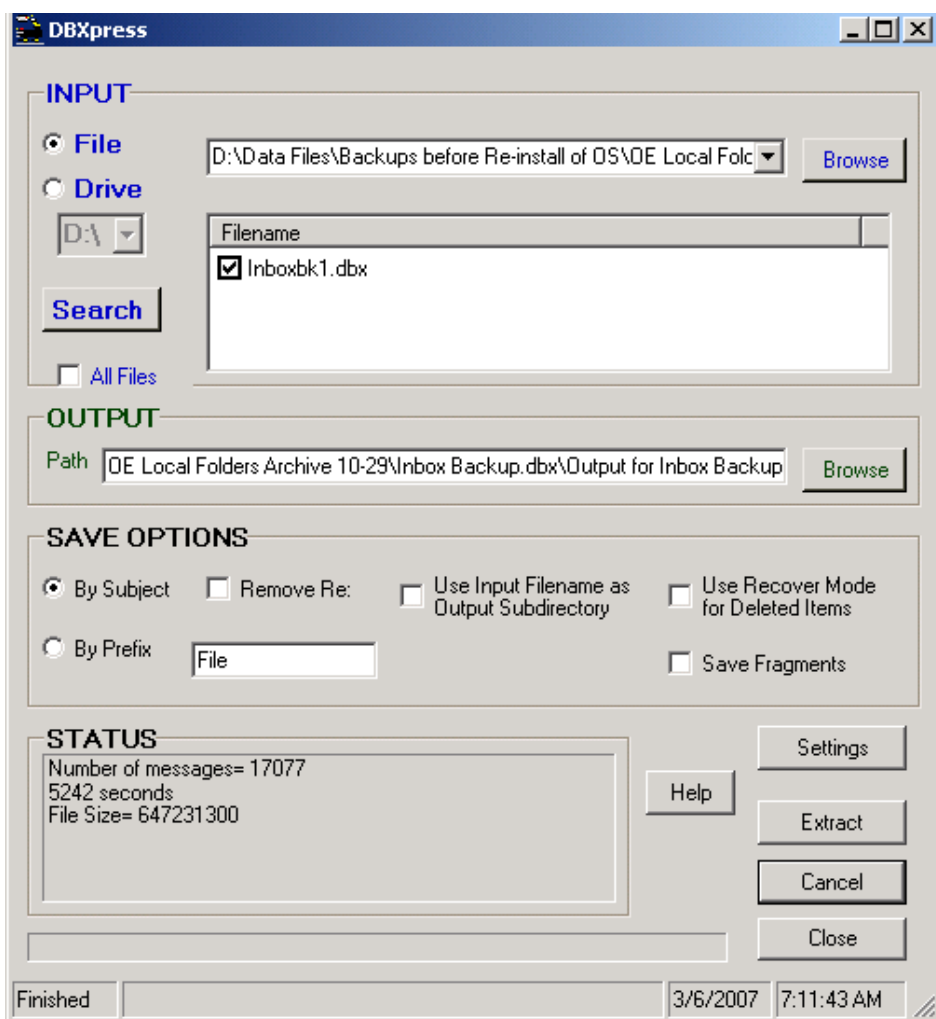 DBXpress
INPUT
File
D:\Data Files\Backups before Re-install of OS\OE Local Folc
Browse
Drive
D:\
Filename
Inboxbk1.dbx
Search
All Files
OUTPUT
Path
OE Local Folders Archive 10-29\Inbox Backup.dbx\Output for Inbox Backup
Browse
SAVE OPTIONS
By Subject
Remove Re:
Use Input Filename as
Output Subdirectory
Use Recover Mode
for Deleted Items
By Prefix
File
Save Fragments
STATUS
Number of messages= 17077
5242 seconds
File Size= 647231300
Settings
Help
Extract
Cancel
Close
Finished
3/6/2007
7:11:43 AM